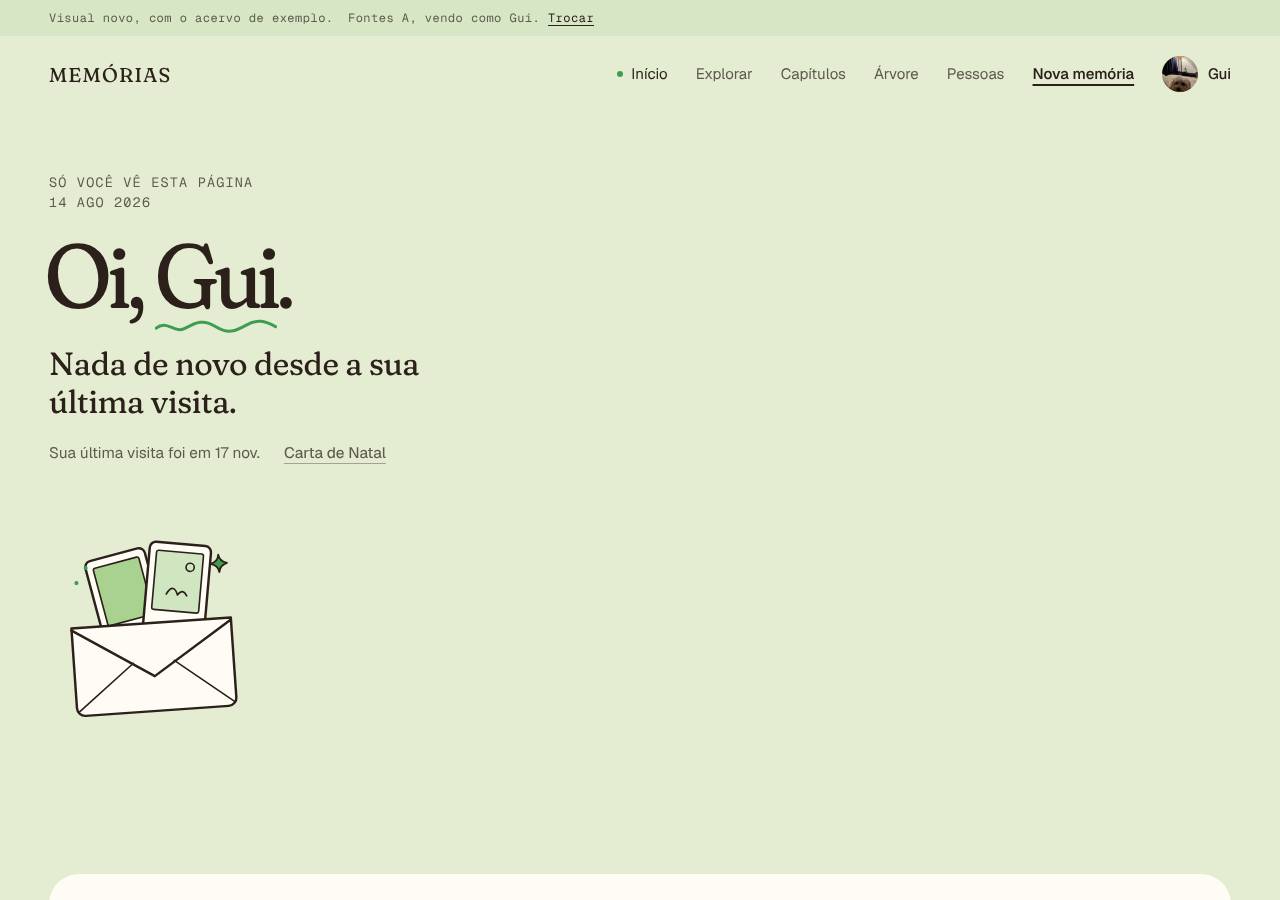 Visual novo, com o acervo de exemplo. Fontes A, vendo como Gui. Trocar
MEMÓRIAS
Início Explorar Capítulos Árvore Pessoas Nova memória Gui
SÓ VOCÊ VÊ ESTA PÁGINA
14 AGO 2026
Oi, Gui.
Nada de novo desde a sua
última visita.
Sua última visita foi em 17 nov. Carta de Natal